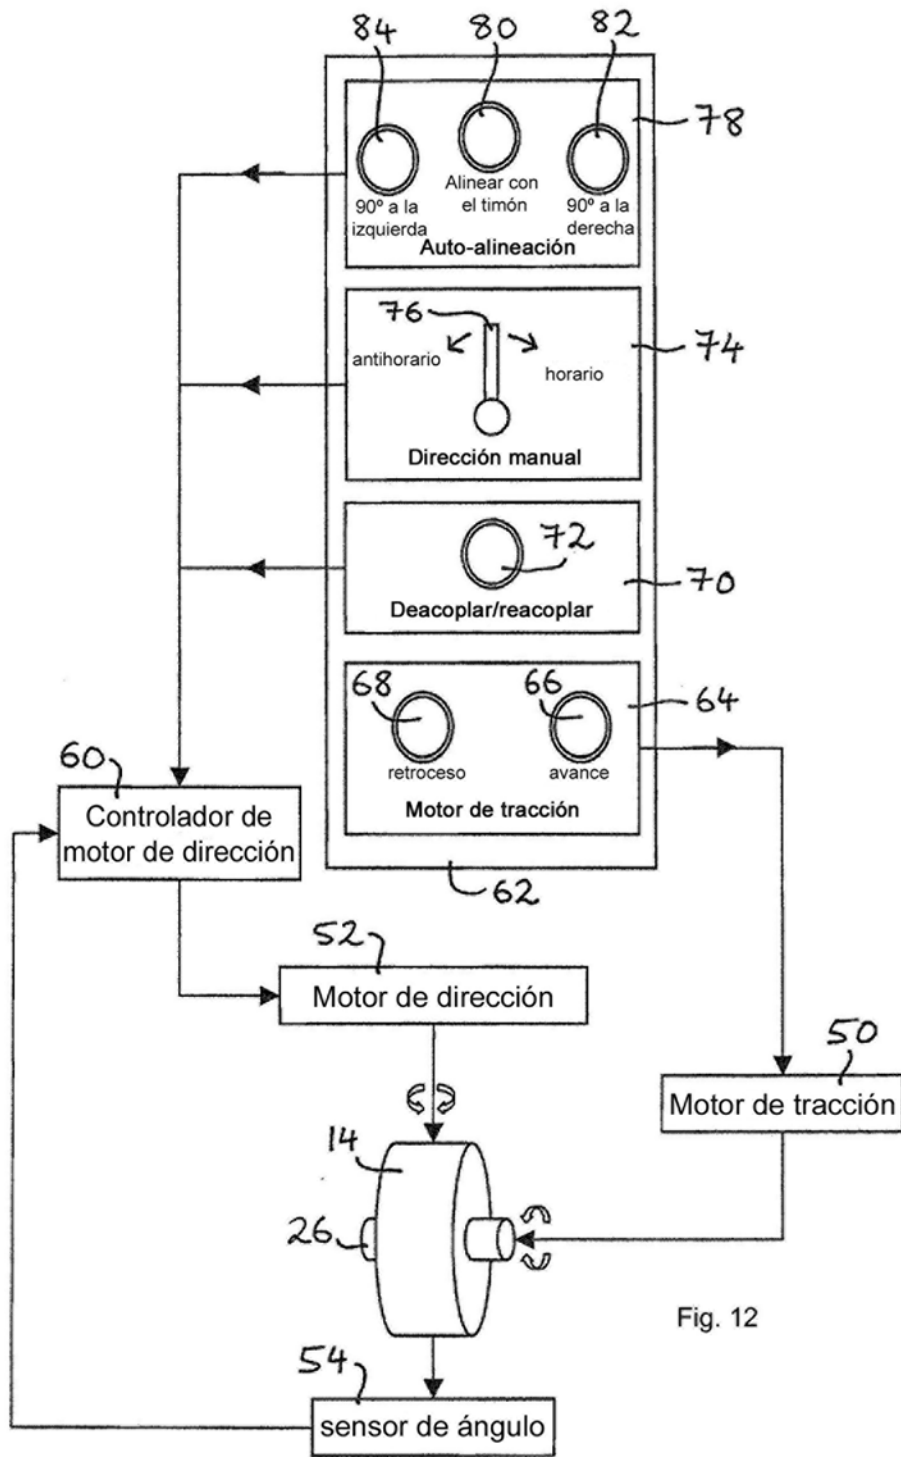 84
80
82
78
Alinear con
el timón
90º a la
izquierda
90º a la
derecha
Auto-alineación
76
74
antihorario
horario
Dirección manual
72
70
Deacoplar/reacoplar
68
66
64
retroceso
avance
Motor de tracción
60
Controlador de
motor de dirección
62
52
Motor de dirección
50
Motor de tracción
14
26
Fig. 12
54
sensor de ángulo